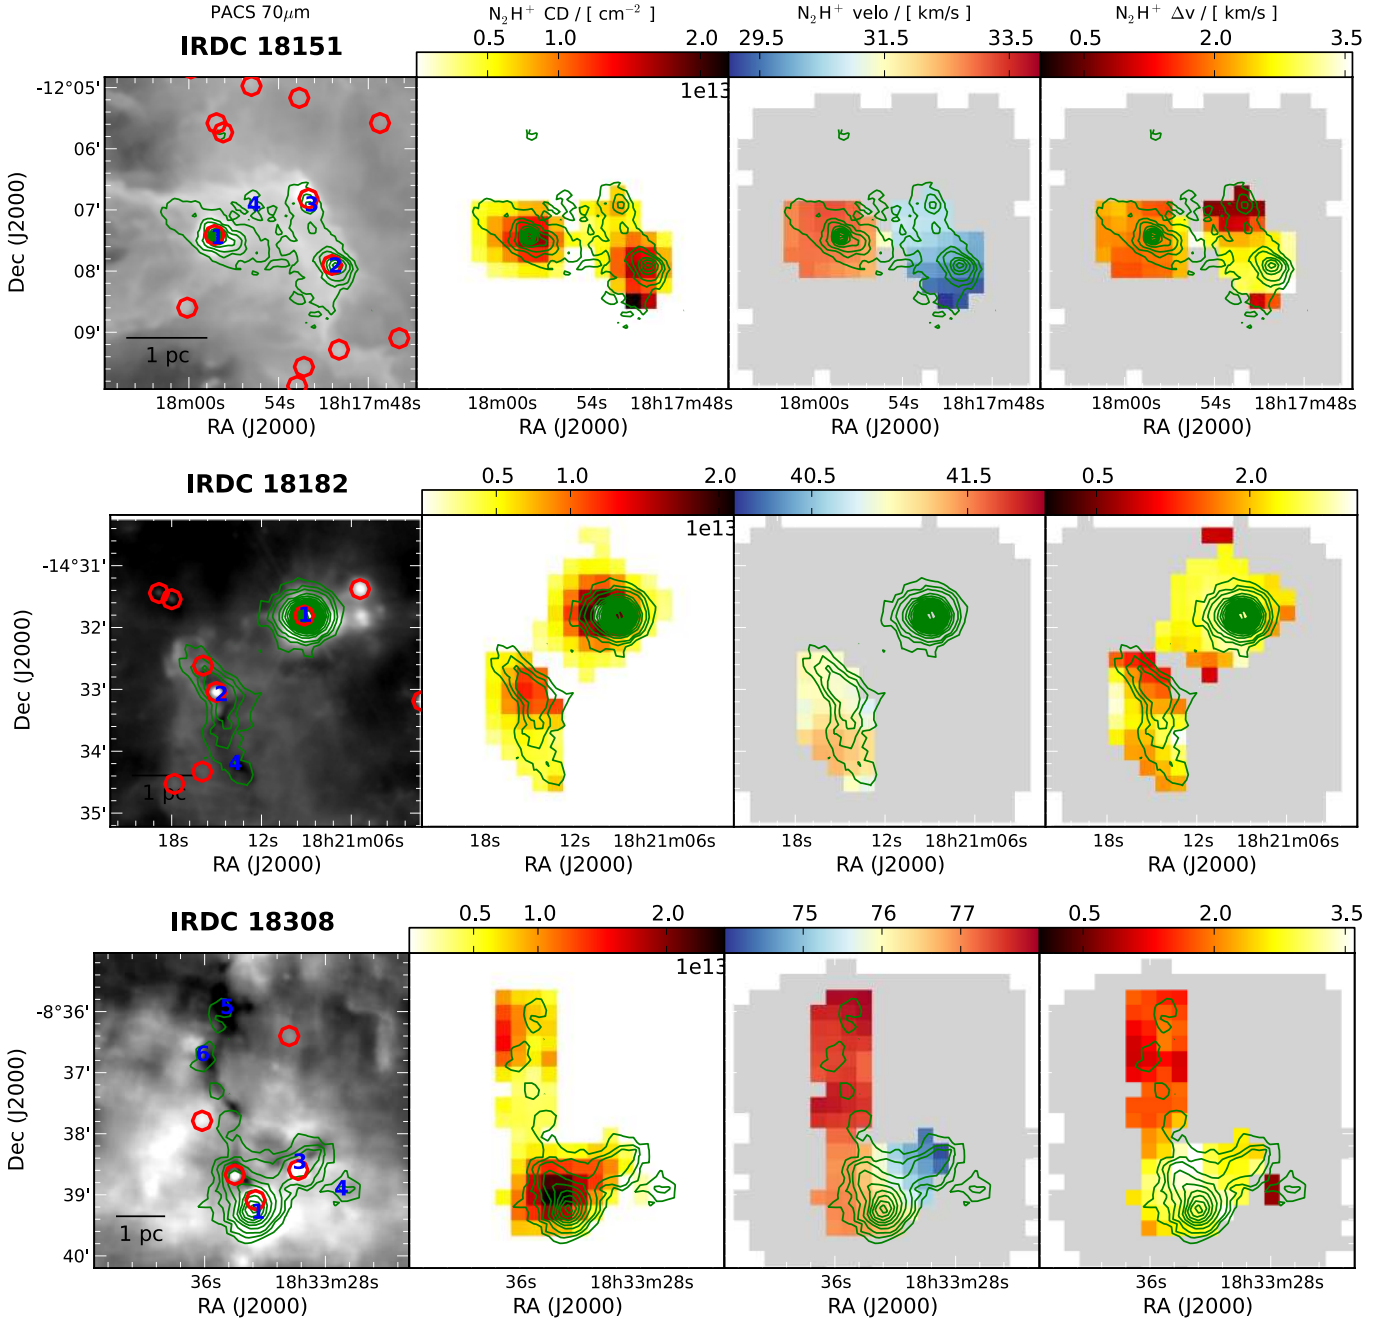 PACS 70μm
N₂H⁺ CD / [ cm⁻² ]
N₂H⁺ velo / [ km/s ]
N₂H⁺ Δv / [ km/s ]
IRDC 18151
0.5 1.0 2.0
29.5 31.5 33.5
0.5 2.0 3.5
1e13
-12°05'
06'
07'
08'
09'
Dec (J2000)
4
3
1
2
1 pc
18m00s 54s 18h17m48s
18m00s 54s 18h17m48s
18m00s 54s 18h17m48s
18m00s 54s 18h17m48s
RA (J2000)
RA (J2000)
RA (J2000)
RA (J2000)
IRDC 18182
0.5 1.0 2.0
40.5 41.5
0.5 2.0
1e13
-14°31'
32'
33'
34'
35'
Dec (J2000)
1
2
4
1 pc
18s 12s 18h21m06s
18s 12s 18h21m06s
18s 12s 18h21m06s
18s 12s 18h21m06s
RA (J2000)
RA (J2000)
RA (J2000)
RA (J2000)
IRDC 18308
0.5 1.0 2.0
75 76 77
0.5 2.0 3.5
1e13
-8°36'
37'
38'
39'
40'
Dec (J2000)
5
6
3
4
1
1 pc
36s 18h33m28s
36s 18h33m28s
36s 18h33m28s
36s 18h33m28s
RA (J2000)
RA (J2000)
RA (J2000)
RA (J2000)